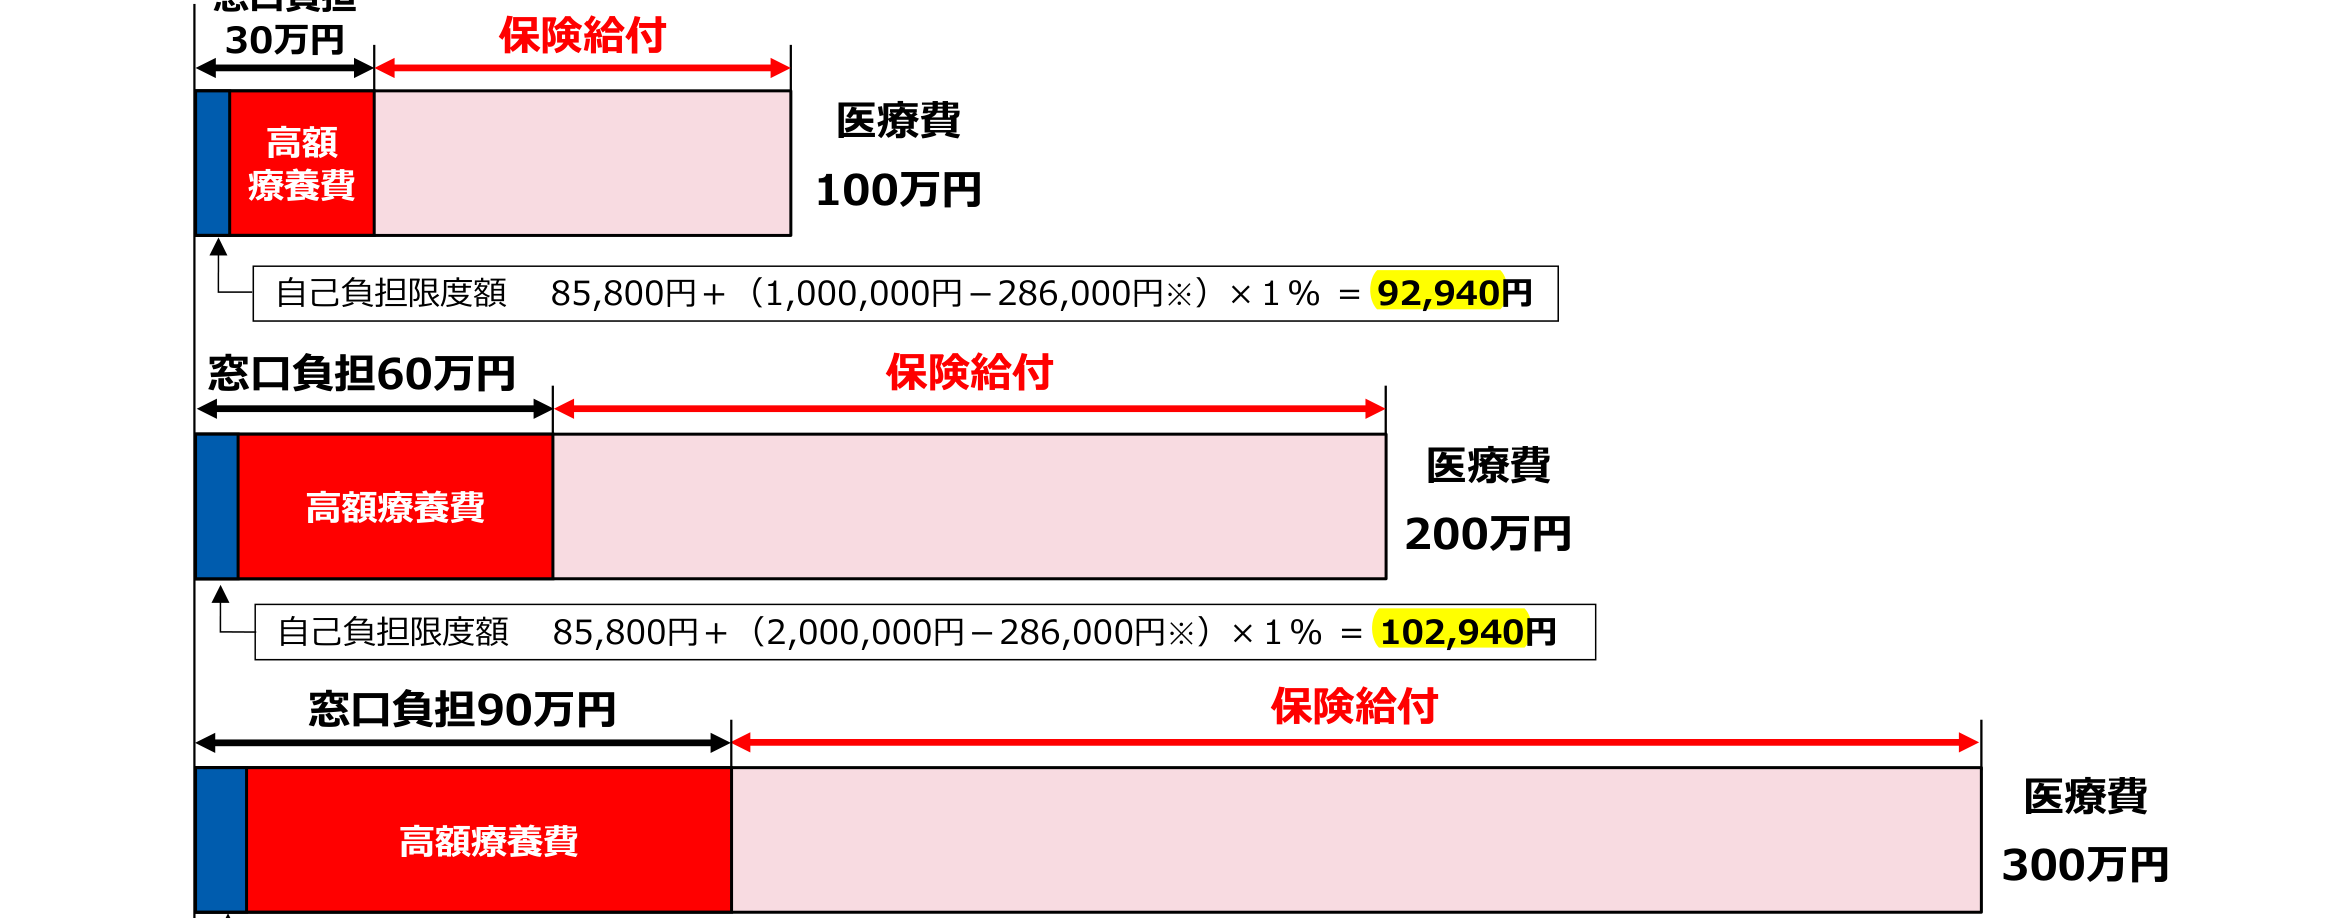 窓口負担
30万円
保険給付
高額
療養費
医療費
100万円
自己負担限度額　85,800円＋（1,000,000円－286,000円※）×１％ ＝ 92,940円
窓口負担60万円
保険給付
高額療養費
医療費
200万円
自己負担限度額　85,800円＋（2,000,000円－286,000円※）×１％ ＝ 102,940円
窓口負担90万円
保険給付
高額療養費
医療費
300万円